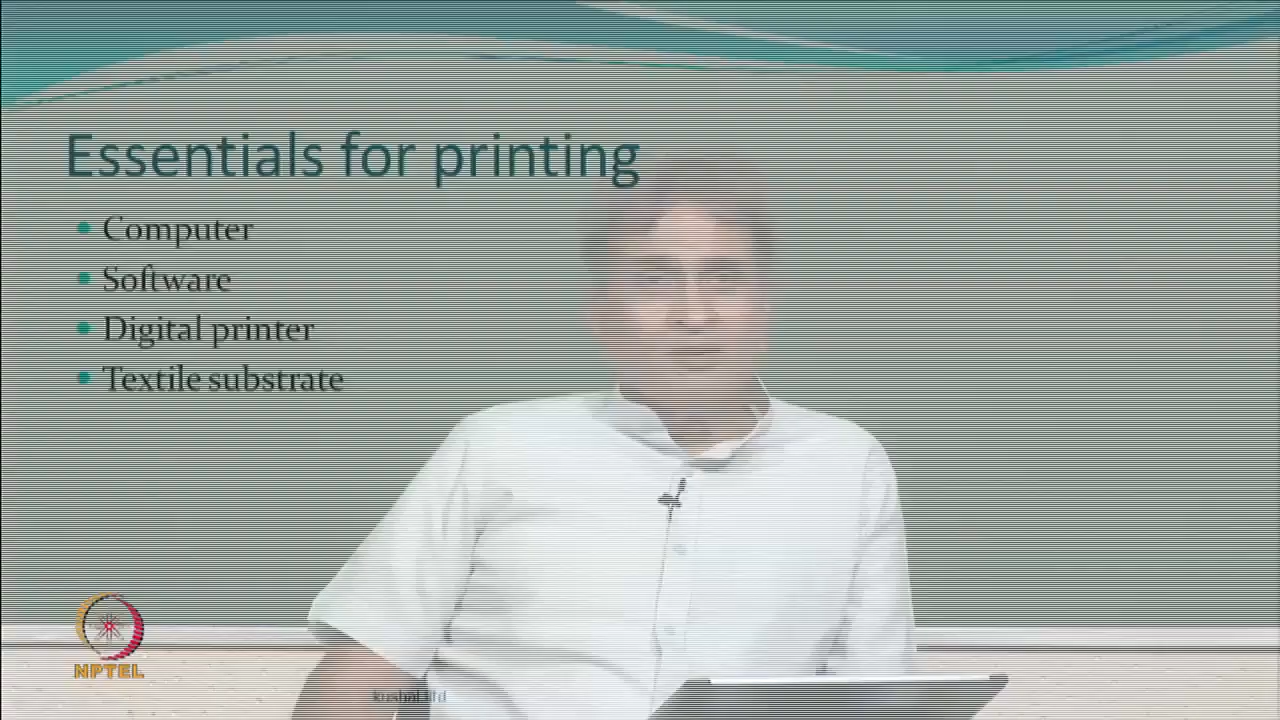 Essentials for printing
Computer
Software
Digital printer
Textile substrate
NPTEL